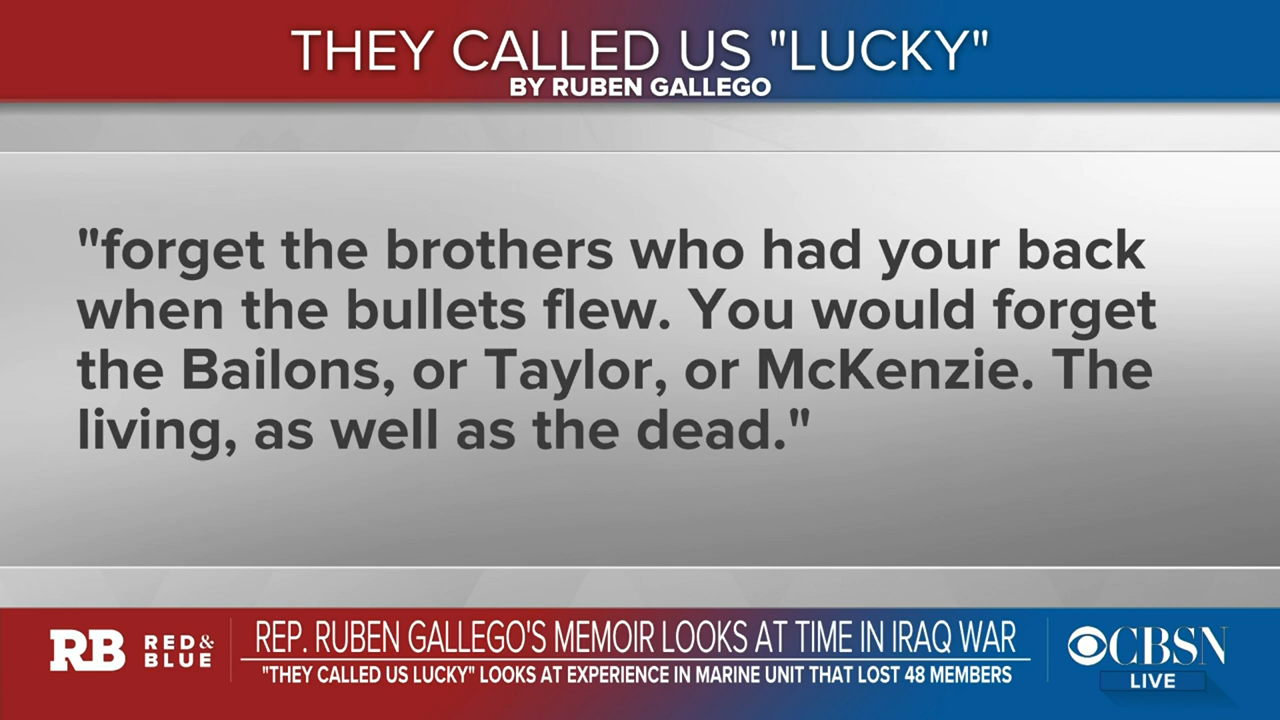 THEY CALLED US "LUCKY"
BY RUBEN GALLEGO
"forget the brothers who had your back
when the bullets flew. You would forget
the Bailons, or Taylor, or McKenzie. The
living, as well as the dead."
RB RED&
BLUE
REP. RUBEN GALLEGO'S MEMOIR LOOKS AT TIME IN IRAQ WAR
"THEY CALLED US LUCKY" LOOKS AT EXPERIENCE IN MARINE UNIT THAT LOST 48 MEMBERS
CBSN
LIVE